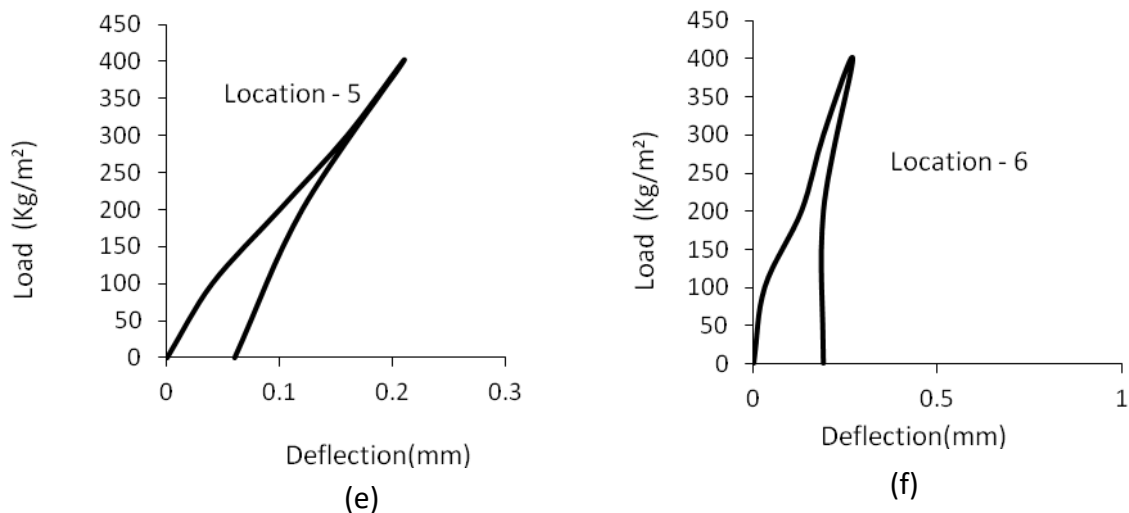 450
400
350
300
250
200
150
100
50
0
Load (Kg/m²)
Location - 5
0 0.1 0.2 0.3
Deflection(mm)
(e)
450
400
350
300
250
200
150
100
50
0
Load (Kg/m²)
Location - 6
0 0.5 1
Deflection(mm)
(f)